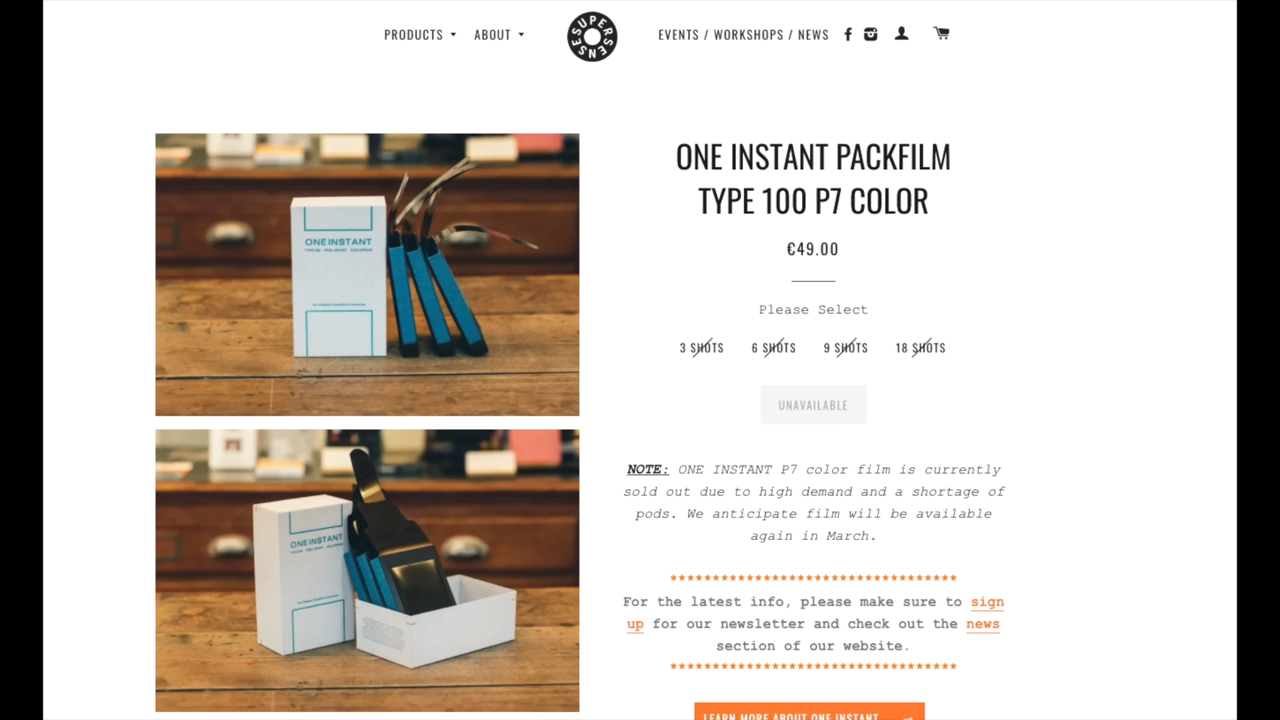 PRODUCTS
ABOUT
SUPERSENSE
EVENTS / WORKSHOPS / NEWS
ONE INSTANT PACKFILM
TYPE 100 P7 COLOR
€49.00
Please Select
3 SHOTS 6 SHOTS 9 SHOTS 18 SHOTS
UNAVAILABLE
NOTE: ONE INSTANT P7 color film is currently
sold out due to high demand and a shortage of
pods. We anticipate film will be available
again in March.
**********************************
For the latest info, please make sure to sign
up for our newsletter and check out the news
section of our website.
**********************************
LEARN MORE ABOUT ONE INSTANT
ONE INSTANT
ONE INSTANT